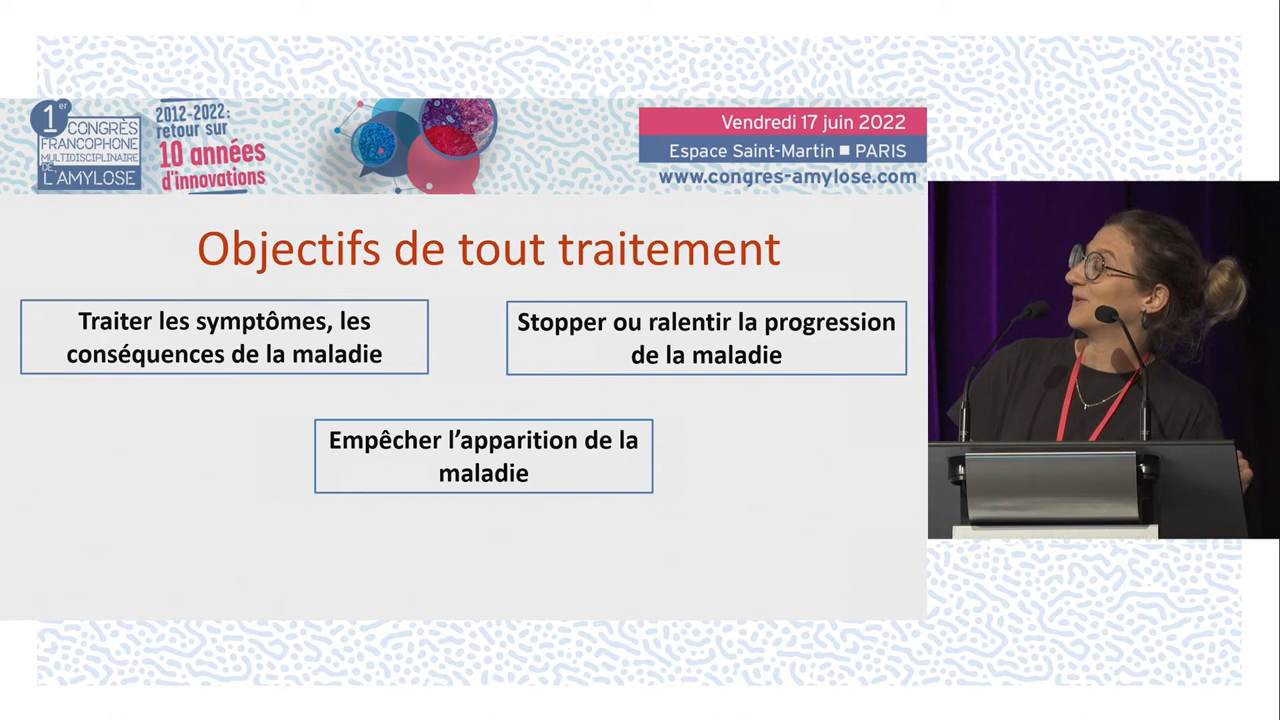 1er
CONGRÈS
FRANCOPHONE
MULTIDISCIPLINAIRE
DE
L'AMYLOSE
2012-2022:
retour sur
10 années
d'innovations
Vendredi 17 juin 2022
Espace Saint-Martin ■ PARIS
www.congres-amylose.com
Objectifs de tout traitement
Traiter les symptômes, les
conséquences de la maladie
Stopper ou ralentir la progression
de la maladie
Empêcher l’apparition de la
maladie